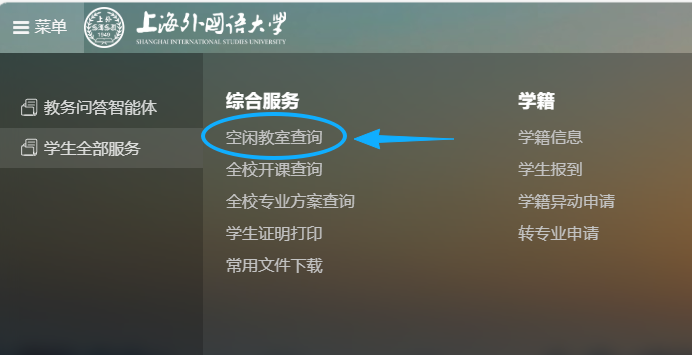 菜单
上外
1949
上海外国语大学
SHANGHAI INTERNATIONAL STUDIES UNIVERSITY
教务问答智能体
学生全部服务
综合服务
空闲教室查询
全校开课查询
全校专业方案查询
学生证明打印
常用文件下载
学籍
学籍信息
学生报到
学籍异动申请
转专业申请